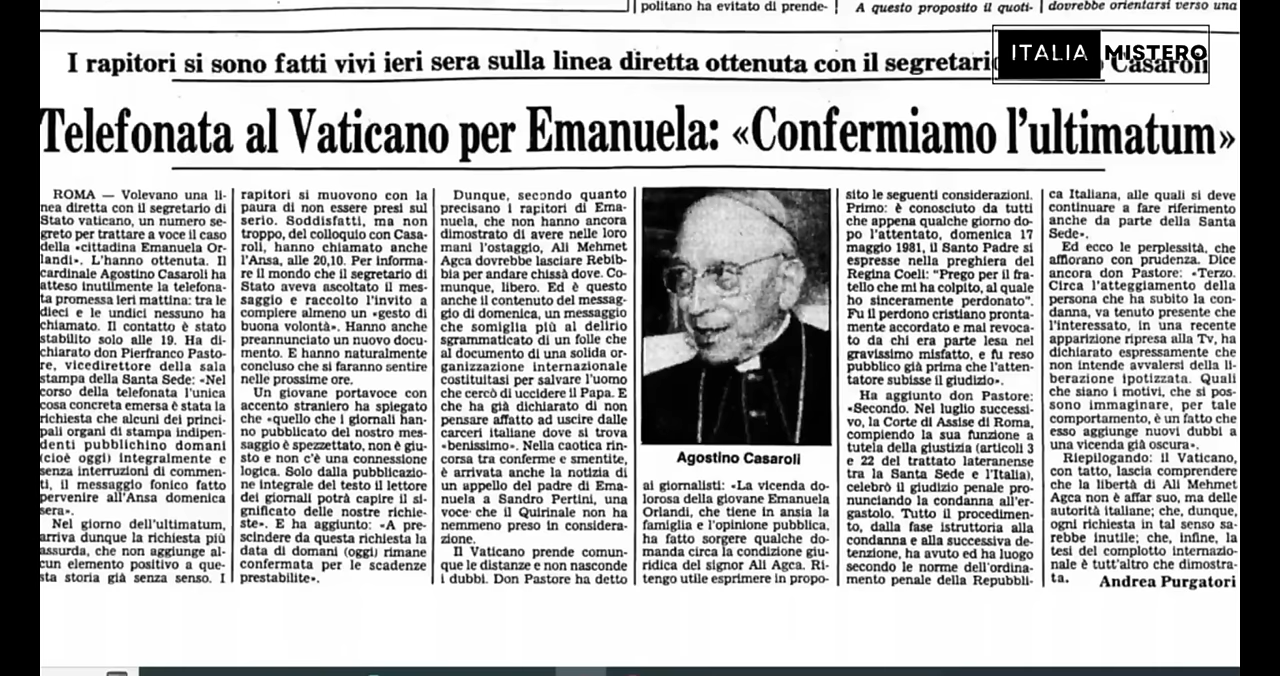 politano ha evitato di prende-
A questo proposito il quoti-
dovrebbe orientarsi verso una
ITALIA MISTERO
I rapitori si sono fatti vivi ieri sera sulla linea diretta ottenuta con il segretario Casaroli
Telefonata al Vaticano per Emanuela: «Confermiamo l'ultimatum»
ROMA — Volevano una li-
nea diretta con il segretario di
Stato vaticano, un numero se-
greto per trattare a voce il caso
della «cittadina Emanuela Or-
landi». L'hanno ottenuta. Il
cardinale Agostino Casaroli ha
atteso inutilmente la telefona-
ta promessa ieri mattina: tra le
dieci e le undici nessuno ha
chiamato. Il contatto è stato
stabilito solo alle 19. Ha di-
chiarato don Pierfranco Pasto-
re, vicedirettore della sala
stampa della Santa Sede: «Nel
corso della telefonata l'unica
cosa concreta emersa è stata la
richiesta che alcuni dei princi-
pali organi di stampa indipen-
denti pubblichino domani
(cioè oggi) integralmente e
senza interruzioni di commen-
ti, il messaggio fonico fatto
pervenire all'Ansa domenica
sera».
Nel giorno dell'ultimatum,
arriva dunque la richiesta più
assurda, che non aggiunge al-
cun elemento positivo a que-
sta storia già senza senso. I
rapitori si muovono con la
paura di non essere presi sul
serio. Soddisfatti, ma non
troppo, del colloquio con Casa-
roli, hanno chiamato anche
l'Ansa, alle 20,10. Per informa-
re il mondo che il segretario di
Stato aveva ascoltato il mes-
saggio e raccolto l'invito a
compiere almeno un «gesto di
buona volontà». Hanno anche
preannunciato un nuovo docu-
mento. E hanno naturalmente
concluso che si faranno sentire
nelle prossime ore.
Un giovane portavoce con
accento straniero ha spiegato
che «quello che i giornali han-
no pubblicato del nostro mes-
saggio è spezzettato, non è giu-
sto e non c'è una connessione
logica. Solo dalla pubblicazio-
ne integrale del testo il lettore
dei giornali potrà capire il si-
gnificato delle nostre richie-
ste». E ha aggiunto: «A pre-
scindere da questa richiesta la
data di domani (oggi) rimane
confermata per le scadenze
prestabilite».
Dunque, secondo quanto
precisano i rapitori di Ema-
nuela, che non hanno ancora
dimostrato di avere nelle loro
mani l'ostaggio, Ali Mehmet
Agca dovrebbe lasciare Rebib-
bia per andare chissà dove. Co-
munque, libero. Ed è questo
anche il contenuto del messag-
gio di domenica, un messaggio
che somiglia più al delirio
sgrammaticato di un folle che
al documento di una solida or-
ganizzazione internazionale
costituitasi per salvare l'uomo
che cercò di uccidere il Papa. E
che ha già dichiarato di non
pensare affatto ad uscire dalle
carceri italiane dove si trova
«benissimo». Nella caotica rin-
corsa tra conferme e smentite,
è arrivata anche la notizia di
un appello del padre di Ema-
nuela a Sandro Pertini, una
voce che il Quirinale non ha
nemmeno preso in considera-
zione.
Il Vaticano prende comun-
que le distanze e non nasconde
i dubbi. Don Pastore ha detto
Agostino Casaroli
ai giornalisti: «La vicenda do-
lorosa della giovane Emanuela
Orlandi, che tiene in ansia la
famiglia e l'opinione pubblica,
ha fatto sorgere qualche do-
manda circa la condizione giu-
ridica del signor Ali Agca. Ri-
tengo utile esprimere in propo-
sito le seguenti considerazioni.
Primo: è conosciuto da tutti
che appena qualche giorno do-
po l'attentato, domenica 17
maggio 1981, il Santo Padre si
espresse nella preghiera del
Regina Coeli: "Prego per il fra-
tello che mi ha colpito, al quale
ho sinceramente perdonato".
Fu il perdono cristiano pronta-
mente accordato e mai revoca-
to da chi era parte lesa nel
gravissimo misfatto, e fu reso
pubblico già prima che l'atten-
tatore subisse il giudizio».
Ha aggiunto don Pastore:
«Secondo. Nel luglio successi-
vo, la Corte di Assise di Roma,
compiendo la sua funzione a
tutela della giustizia (articoli 3
e 22 del trattato lateranense
tra la Santa Sede e l'Italia),
celebrò il giudizio penale pro-
nunciando la condanna all'er-
gastolo. Tutto il procedimen-
to, dalla fase istruttoria alla
condanna e alla successiva de-
tenzione, ha avuto ed ha luogo
secondo le norme dell'ordina-
mento penale della Repubbli-
ca Italiana, alle quali si deve
continuare a fare riferimento
anche da parte della Santa
Sede».
Ed ecco le perplessità, che
affiorano con prudenza. Dice
ancora don Pastore: «Terzo.
Circa l'atteggiamento della
persona che ha subito la con-
danna, va tenuto presente che
l'interessato, in una recente
apparizione ripresa alla Tv, ha
dichiarato espressamente che
non intende avvalersi della li-
berazione ipotizzata. Quali
che siano i motivi, che si pos-
sono immaginare, per tale
comportamento, è un fatto che
esso aggiunge nuovi dubbi a
una vicenda già oscura».
Riepilogando: il Vaticano,
con tatto, lascia comprendere
che la libertà di Ali Mehmet
Agca non è affar suo, ma delle
autorità italiane; che, dunque,
ogni richiesta in tal senso sa-
rebbe inutile; che, infine, la
tesi del complotto internazio-
nale è tutt'altro che dimostra-
ta.
Andrea Purgatori